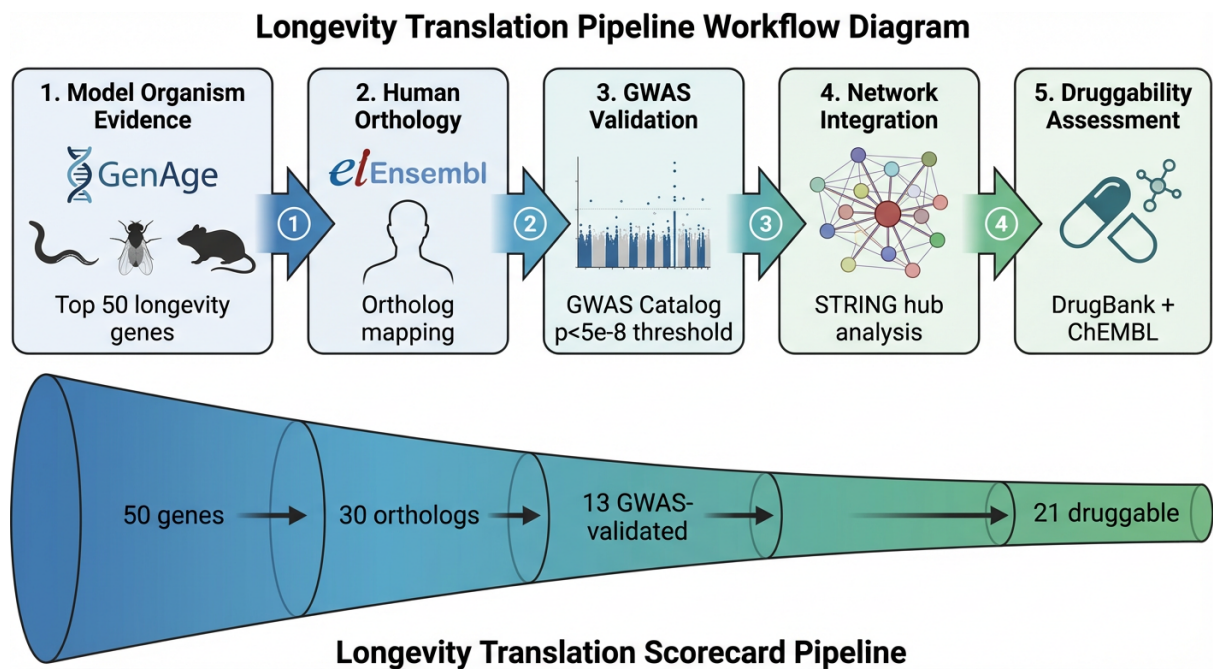 Longevity Translation Pipeline Workflow Diagram
1. Model Organism
Evidence
GenAge
Top 50 longevity
genes
1
2. Human
Orthology
e!Ensembl
Ortholog
mapping
2
3. GWAS
Validation
GWAS Catalog
p<5e-8 threshold
3
4. Network
Integration
STRING hub
analysis
4
5. Druggability
Assessment
DrugBank +
ChEMBL
50 genes
30 orthologs
13 GWAS-
validated
21 druggable
Longevity Translation Scorecard Pipeline